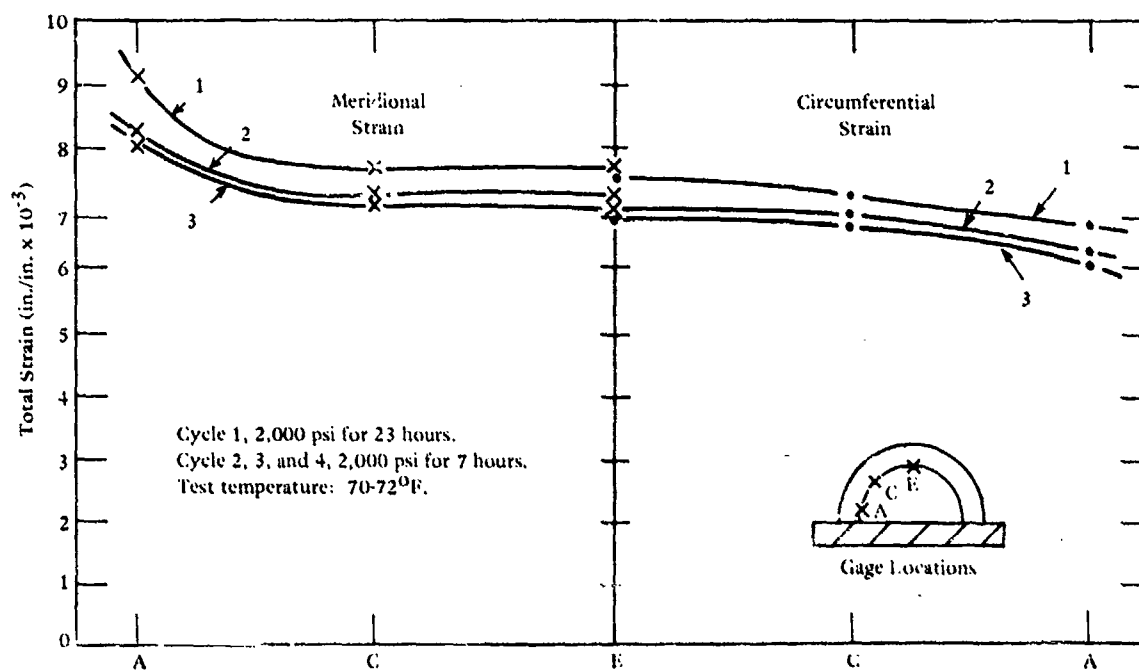 10
9
8
7
6
5
4
3
2
1
0
Total Strain (in./in. x 10-3)
Meridional
Strain
Circumferential
Strain
1
2
3
1
2
3
Cycle 1, 2,000 psi for 23 hours.
Cycle 2, 3, and 4, 2,000 psi for 7 hours.
Test temperature: 70-72°F.
E
C
A
Gage Locations
A
C
E
C
A